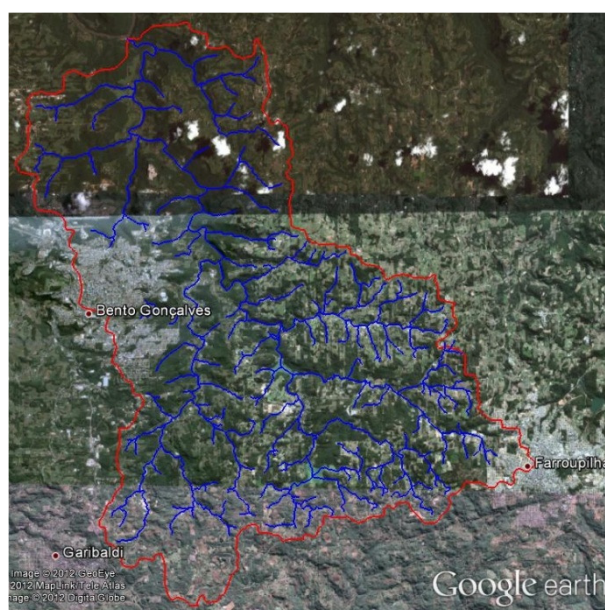 Bento Gonçalves
Farroupilha
Garibaldi
Image © 2012 GeoEye
2012 MapLink/Tele Atlas
Image © 2012 Digital Globe
Google earth